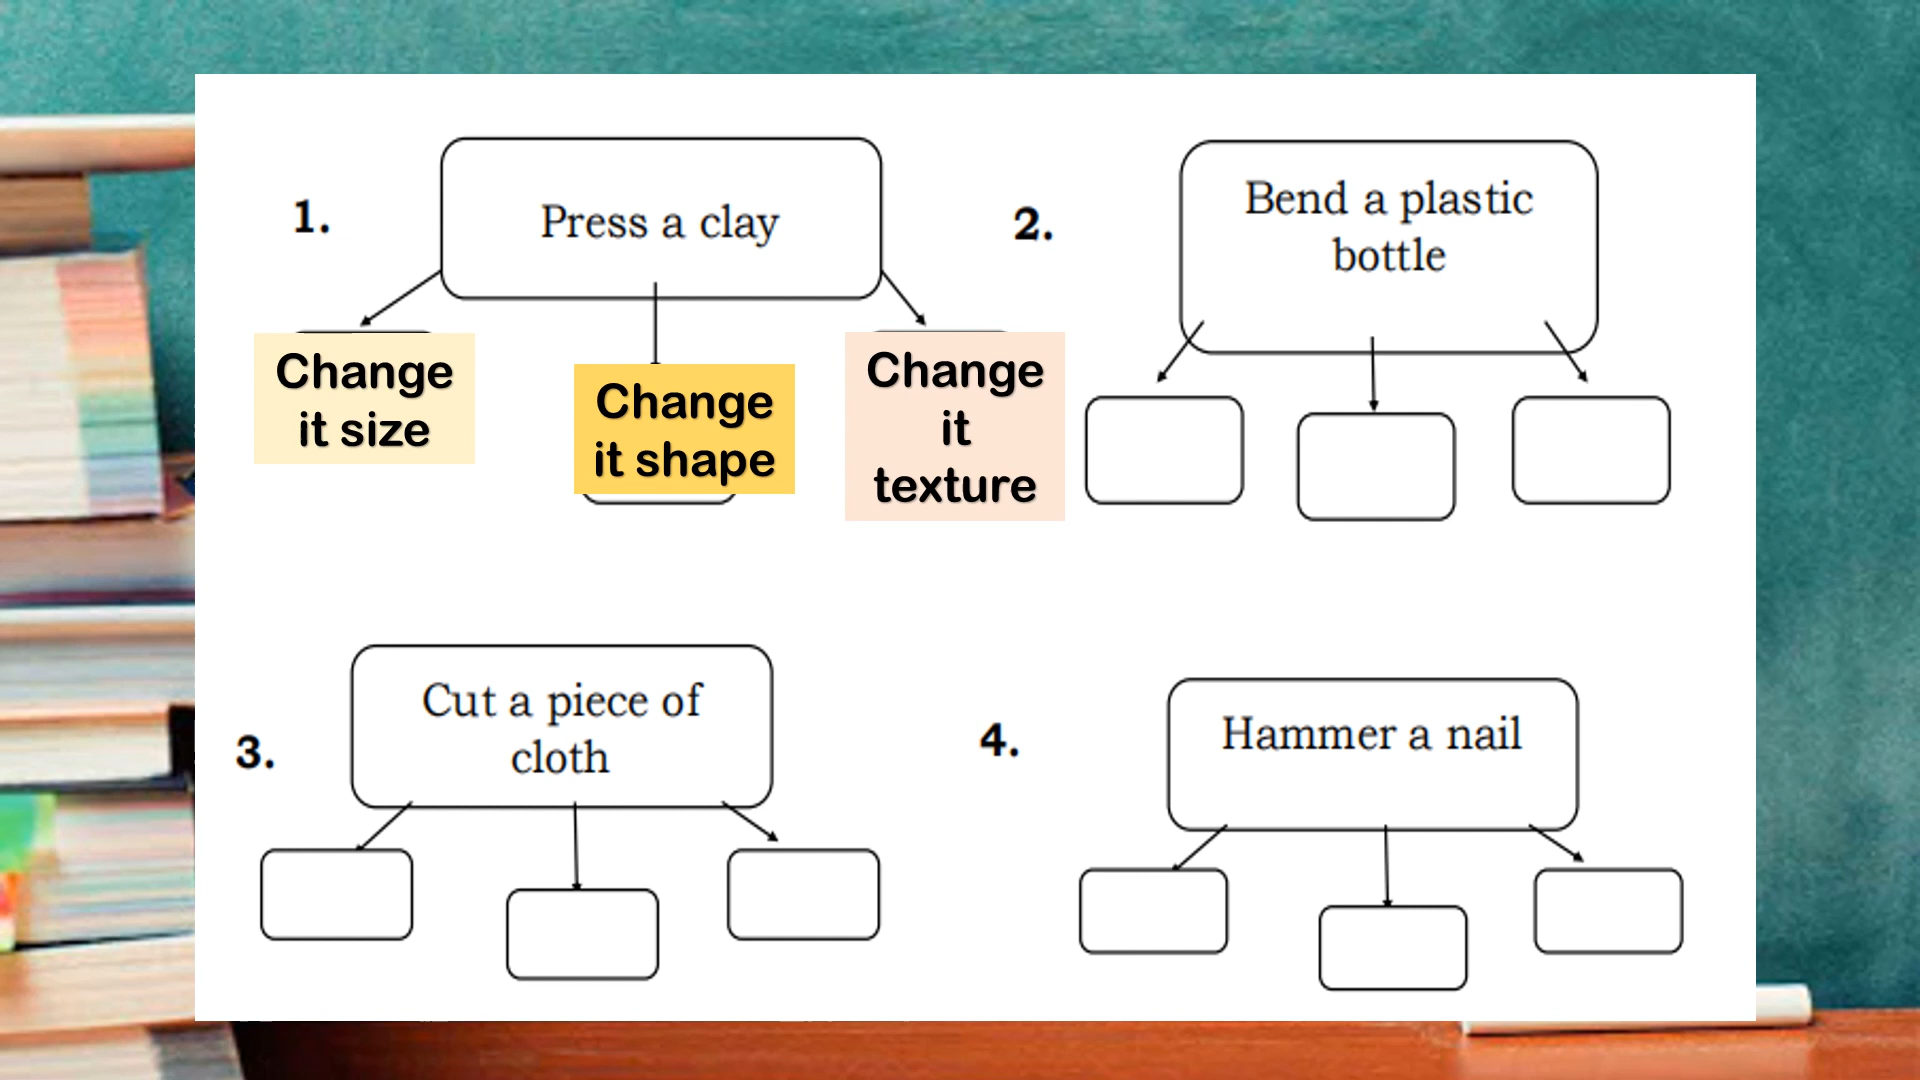 1.
Press a clay
Change
it size
Change
it shape
Change
it
texture
2.
Bend a plastic
bottle
3.
Cut a piece of
cloth
4.
Hammer a nail